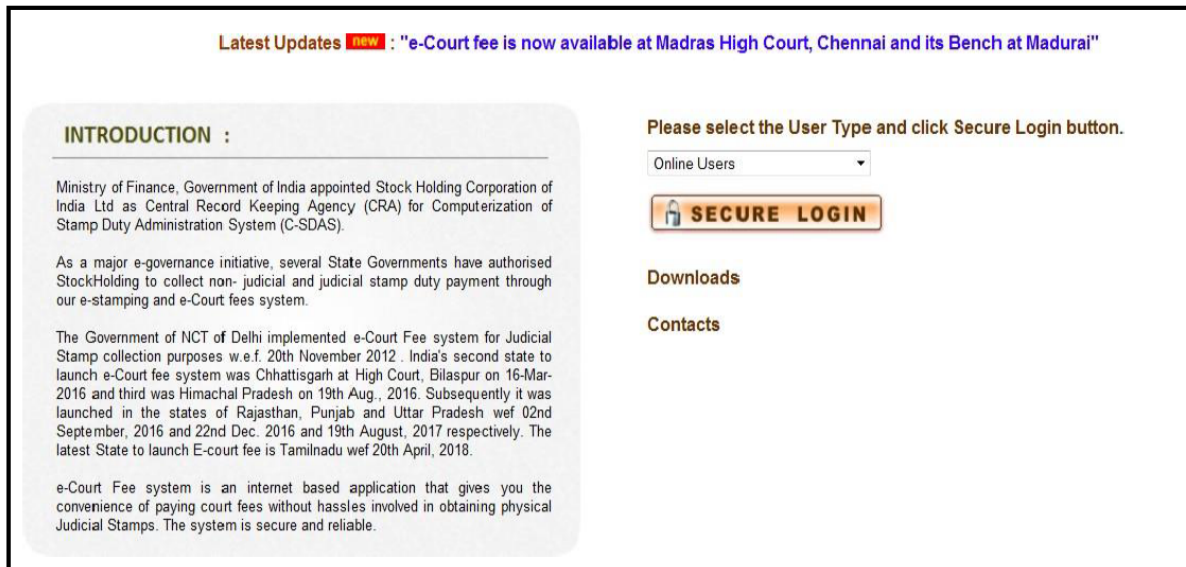 Latest Updates new : "e-Court fee is now available at Madras High Court, Chennai and its Bench at Madurai"
INTRODUCTION :
Ministry of Finance, Government of India appointed Stock Holding Corporation of
India Ltd as Central Record Keeping Agency (CRA) for Computerization of
Stamp Duty Administration System (C-SDAS).
As a major e-governance initiative, several State Governments have authorised
StockHolding to collect non- judicial and judicial stamp duty payment through
our e-stamping and e-Court fees system.
The Government of NCT of Delhi implemented e-Court Fee system for Judicial
Stamp collection purposes w.e.f. 20th November 2012 . India's second state to
launch e-Court fee system was Chhattisgarh at High Court, Bilaspur on 16-Mar-
2016 and third was Himachal Pradesh on 19th Aug., 2016. Subsequently it was
launched in the states of Rajasthan, Punjab and Uttar Pradesh wef 02nd
September, 2016 and 22nd Dec. 2016 and 19th August, 2017 respectively. The
latest State to launch E-court fee is Tamilnadu wef 20th April, 2018.
e-Court Fee system is an internet based application that gives you the
convenience of paying court fees without hassles involved in obtaining physical
Judicial Stamps. The system is secure and reliable.
Please select the User Type and click Secure Login button.
Online Users
SECURE LOGIN
Downloads
Contacts